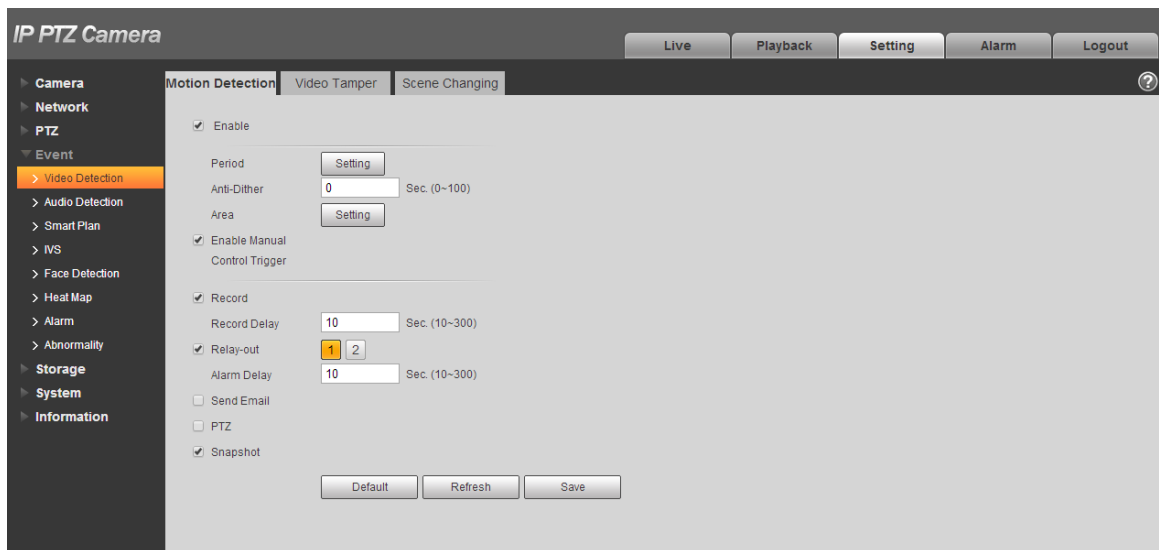 IP PTZ Camera
Live Playback Setting Alarm Logout
Camera
Network
PTZ
Event
Video Detection
Audio Detection
Smart Plan
IVS
Face Detection
Heat Map
Alarm
Abnormality
Storage
System
Information
Motion Detection Video Tamper Scene Changing ?
Enable
Period Setting
Anti-Dither 0 Sec. (0~100)
Area Setting
Enable Manual
Control Trigger
Record
Record Delay 10 Sec. (10~300)
Relay-out 1 2
Alarm Delay 10 Sec. (10~300)
Send Email
PTZ
Snapshot
Default Refresh Save